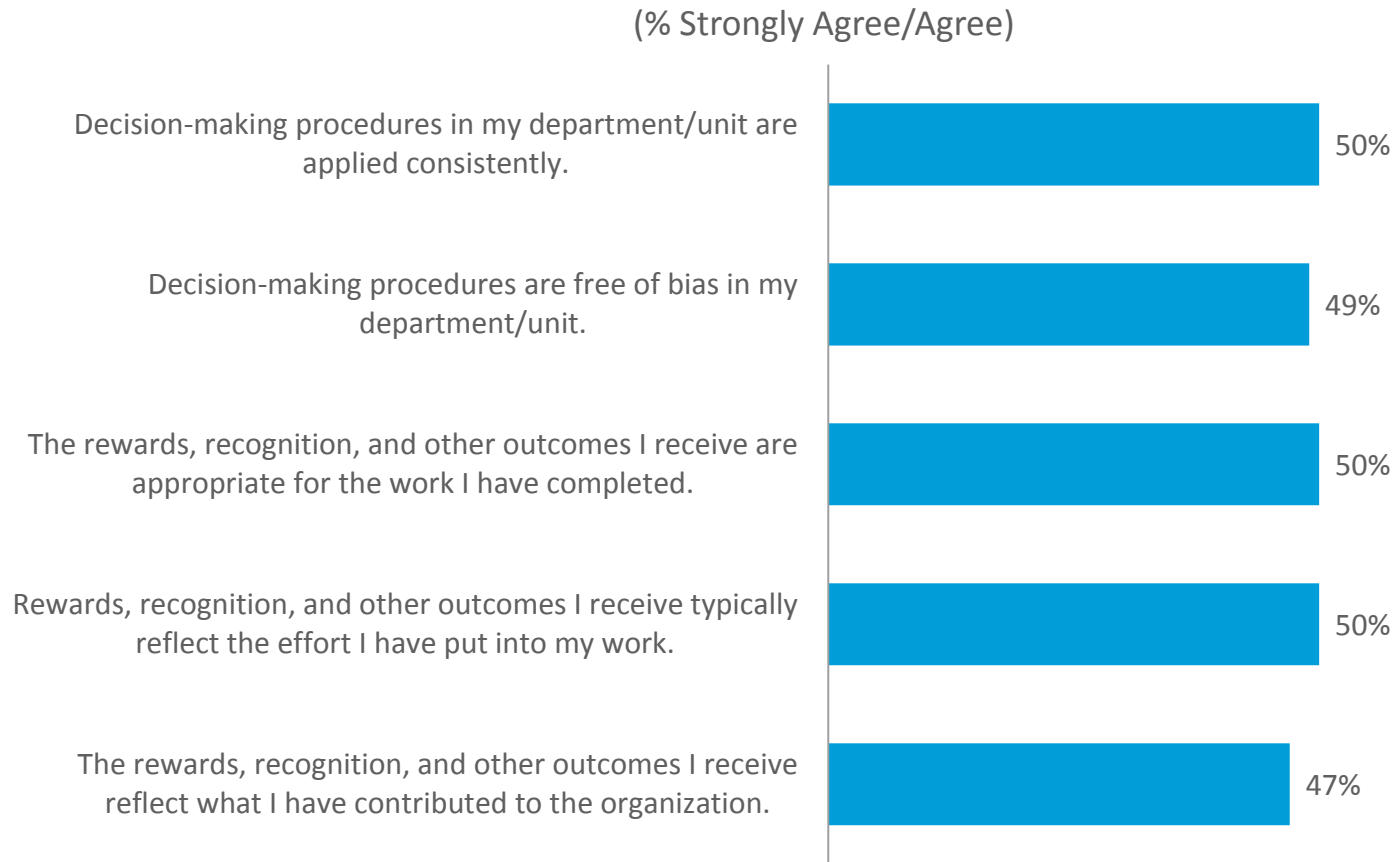 (% Strongly Agree/Agree)
Decision-making procedures in my department/unit are
applied consistently.
50%
Decision-making procedures are free of bias in my
department/unit.
49%
The rewards, recognition, and other outcomes I receive are
appropriate for the work I have completed.
50%
Rewards, recognition, and other outcomes I receive typically
reflect the effort I have put into my work.
50%
The rewards, recognition, and other outcomes I receive
reflect what I have contributed to the organization.
47%